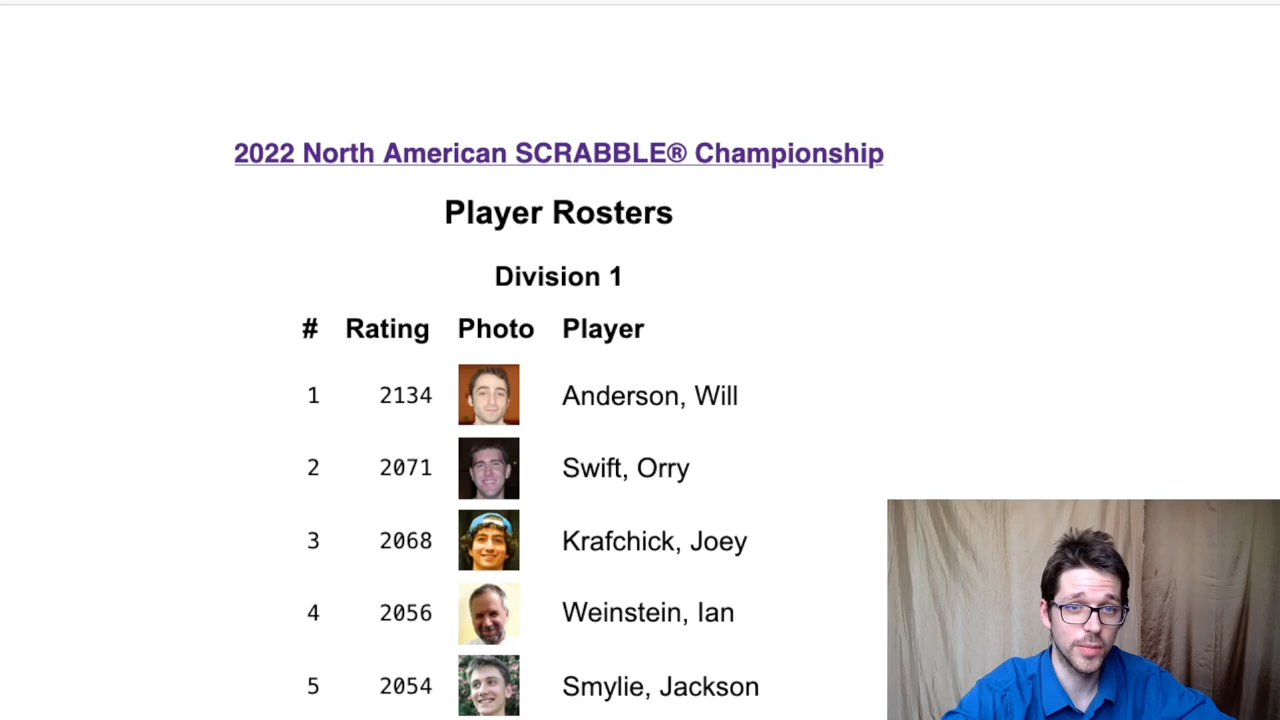 2022 North American SCRABBLE® Championship
Player Rosters
Division 1
# Rating Photo Player
1 2134 Anderson, Will
2 2071 Swift, Orry
3 2068 Krafchick, Joey
4 2056 Weinstein, Ian
5 2054 Smylie, Jackson